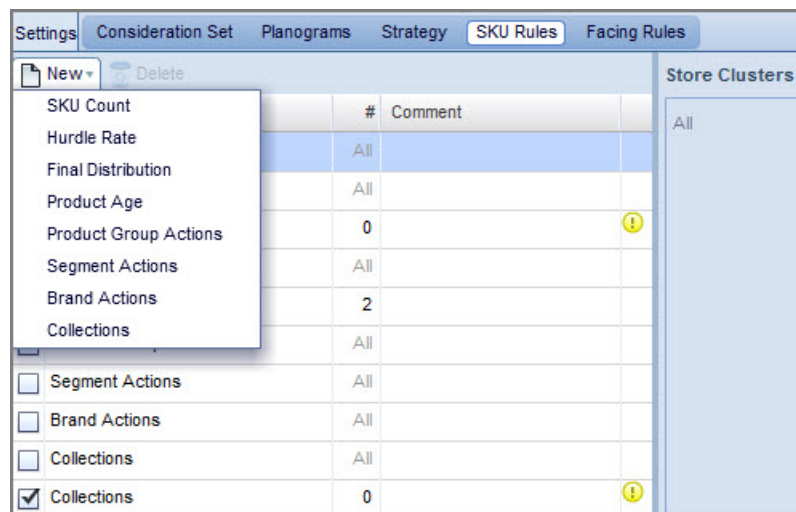 Settings Consideration Set Planograms Strategy SKU Rules Facing Rules
New Delete Store Clusters
SKU Count
# Comment All
Hurdle Rate
All
Final Distribution
All
Product Age
Product Group Actions 0
Segment Actions All
Brand Actions 2
Collections
All
Segment Actions All
Brand Actions All
Collections All
Collections 0